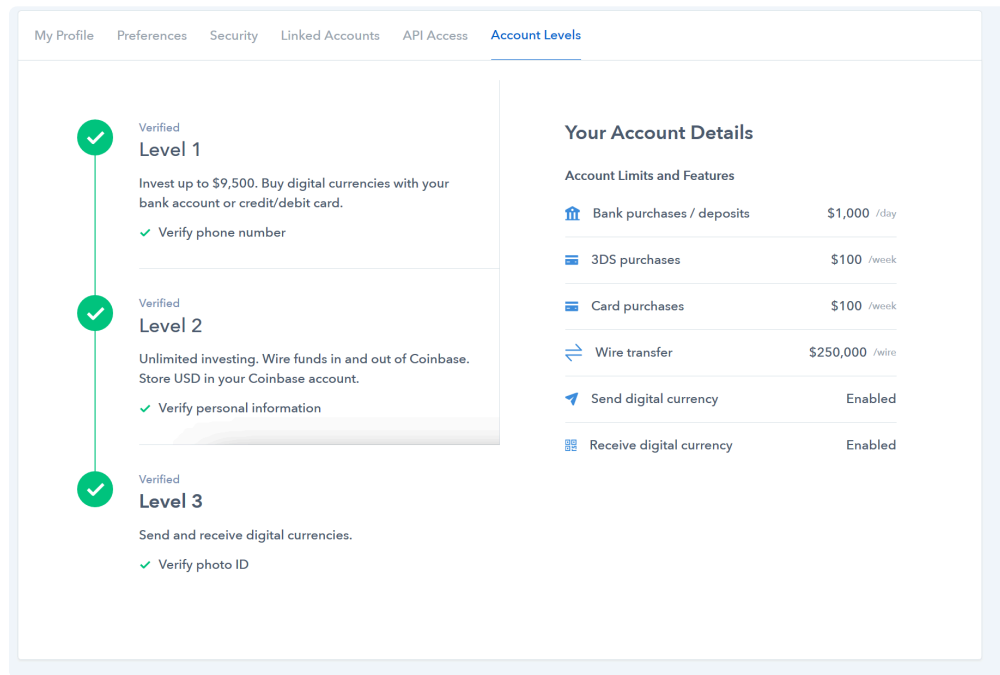 My Profile Preferences Security Linked Accounts API Access Account Levels
Verified
Level 1
Invest up to $9,500. Buy digital currencies with your
bank account or credit/debit card.
Verify phone number
Verified
Level 2
Unlimited investing. Wire funds in and out of Coinbase.
Store USD in your Coinbase account.
Verify personal information
Verified
Level 3
Send and receive digital currencies.
Verify photo ID
Your Account Details
Account Limits and Features
Bank purchases / deposits $1,000 /day
3DS purchases $100 /week
Card purchases $100 /week
Wire transfer $250,000 /wire
Send digital currency Enabled
Receive digital currency Enabled